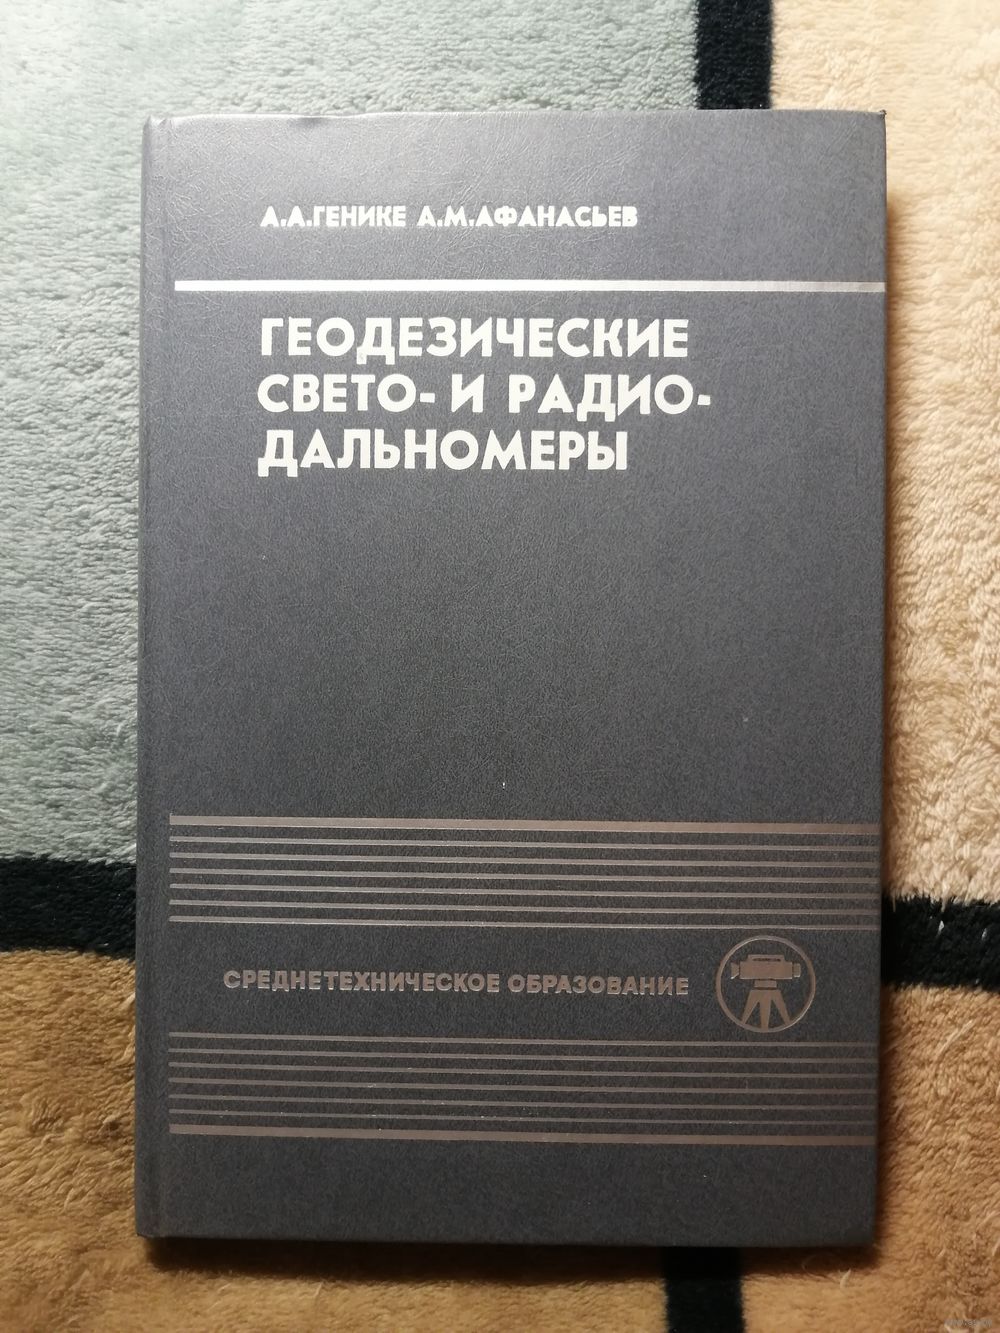 А.А.ГЕНИКЕ А.М.АФАНАСЬЕВ
ГЕОДЕЗИЧЕСКИЕ
СВЕТО- И РАДИО-
ДАЛЬНОМЕРЫ
СРЕДНЕТЕХНИЧЕСКОЕ ОБРАЗОВАНИЕ